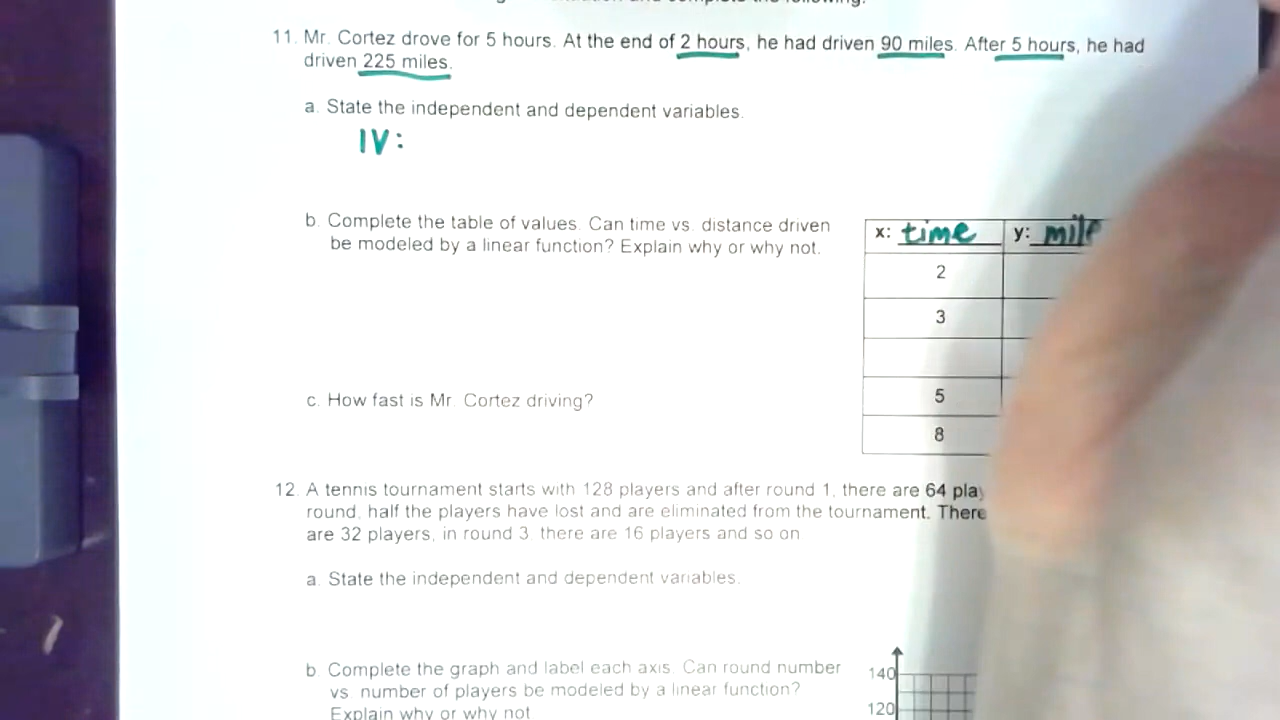 11. Mr. Cortez drove for 5 hours. At the end of 2 hours, he had driven 90 miles. After 5 hours, he had
driven 225 miles.
a. State the independent and dependent variables.
IV:
b. Complete the table of values. Can time vs. distance driven
be modeled by a linear function? Explain why or why not.
x: time y:
2
3
5
8
c. How fast is Mr. Cortez driving?
12. A tennis tournament starts with 128 players and after round 1, there are 64
round, half the players have lost and are eliminated from the tournament. There
are 32 players, in round 3, there are 16 players and so on
a. State the independent and dependent variables.
b Complete the graph and label each axis. Can round number
vs number of players be modeled by a linear function?
Explain why or why not
140
120